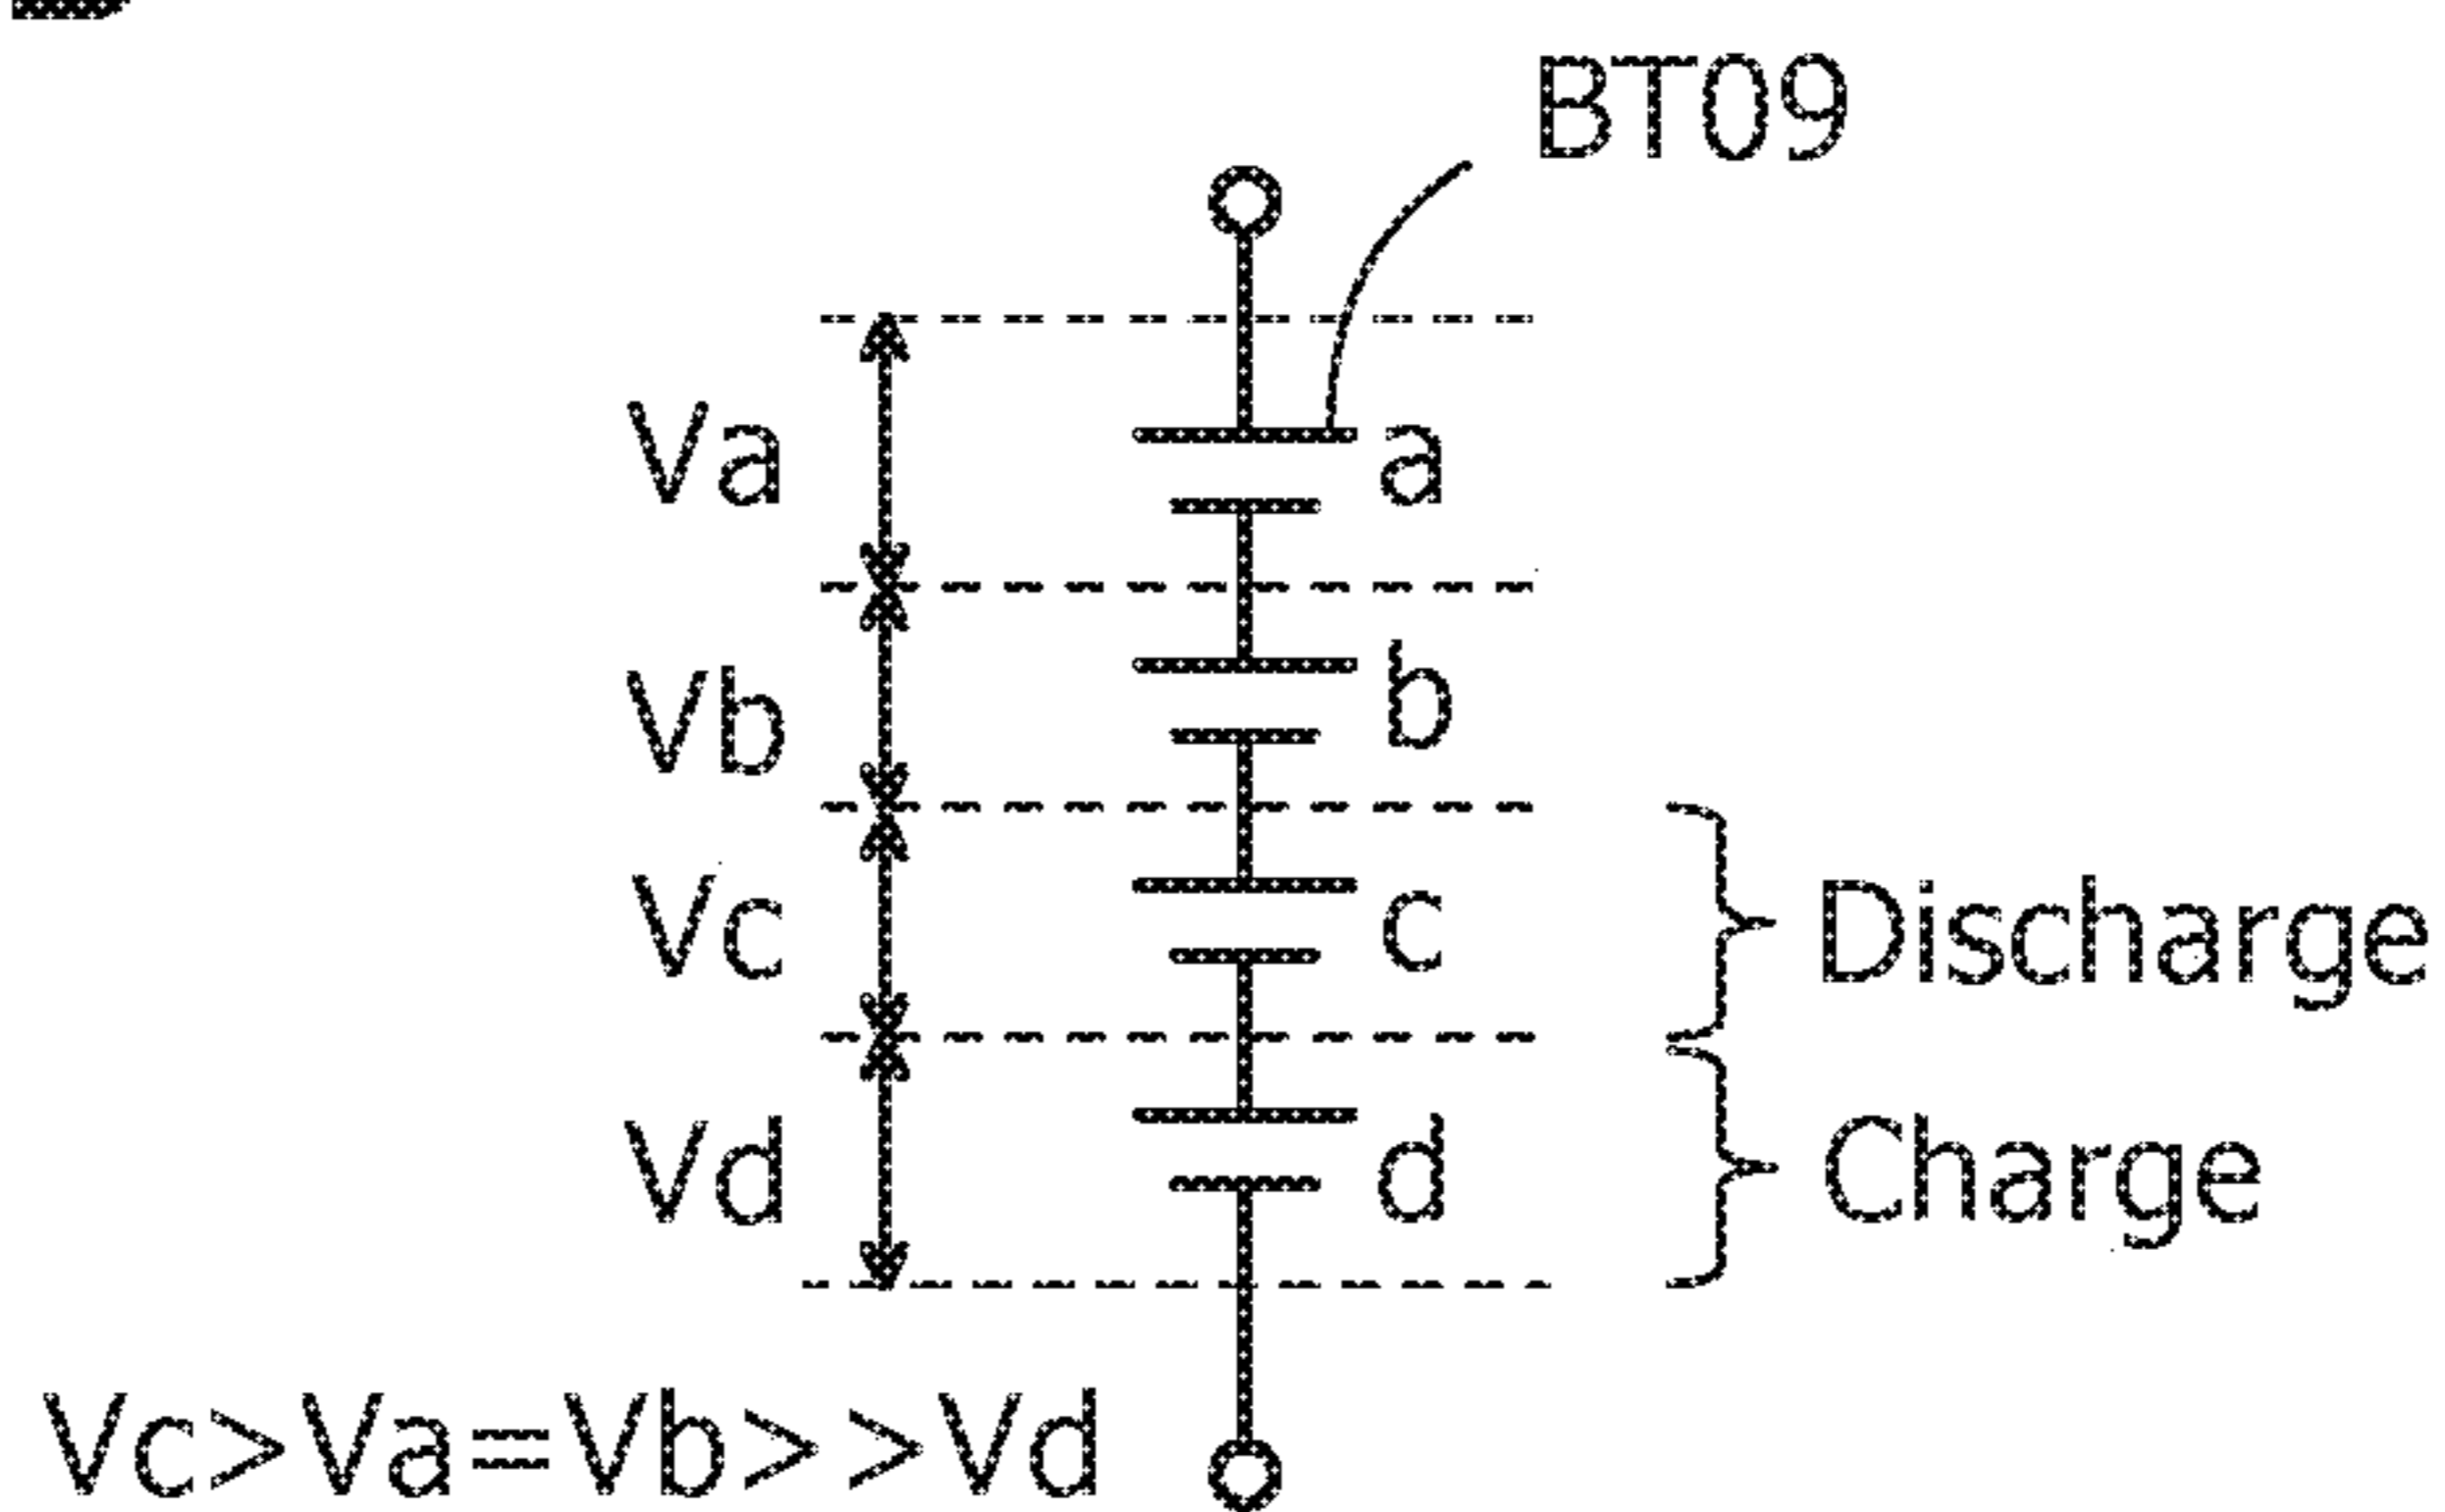 BT09
Va
a
Vb
b
Vc
c
Discharge
Vd
d
Charge
Vc>Va=Vb>>Vd